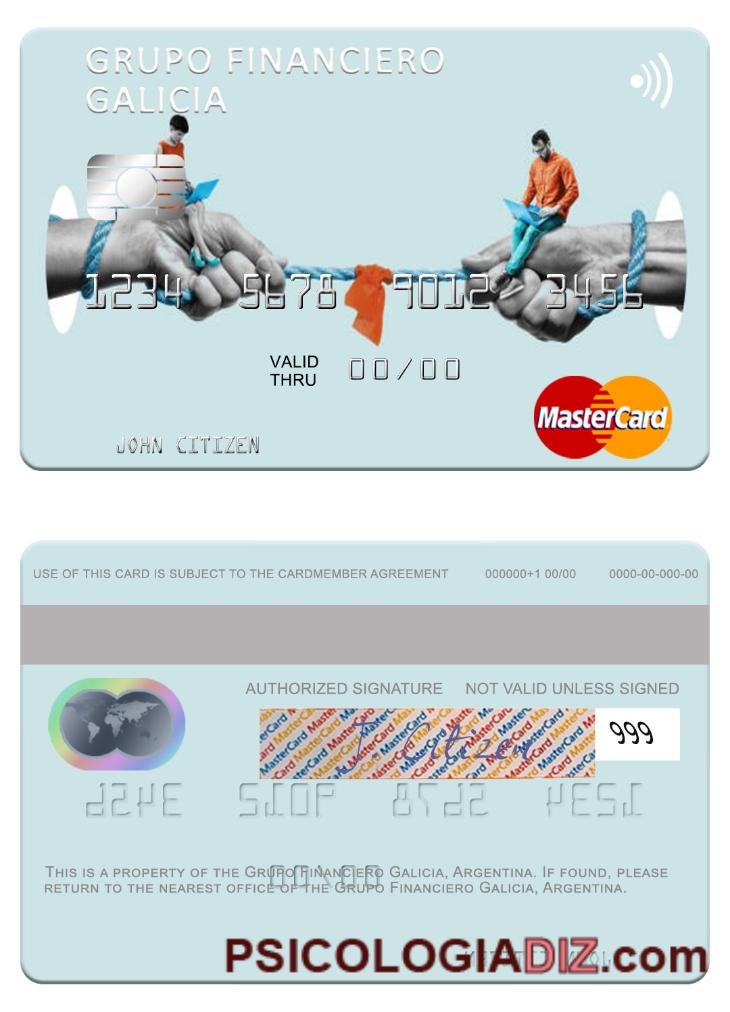 GRUPO FINANCIERO
GALICIA
1234 5678 9012 3456
VALID
THRU 00/00
MasterCard
JOHN CITIZEN
USE OF THIS CARD IS SUBJECT TO THE CARDMEMBER AGREEMENT 000000+1 00/00 0000-00-000-00
AUTHORIZED SIGNATURE NOT VALID UNLESS SIGNED
J. Citizen 999
THIS IS A PROPERTY OF THE GRUPO FINANCIERO GALICIA, ARGENTINA. IF FOUND, PLEASE
RETURN TO THE NEAREST OFFICE OF THE GRUPO FINANCIERO GALICIA, ARGENTINA.
PSICOLOGIADIZ.com